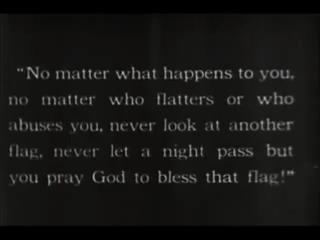 “No matter what happens to you,
no matter who flatters or who
abuses you, never look at another
flag, never let a night pass but
you pray God to bless that flag!”